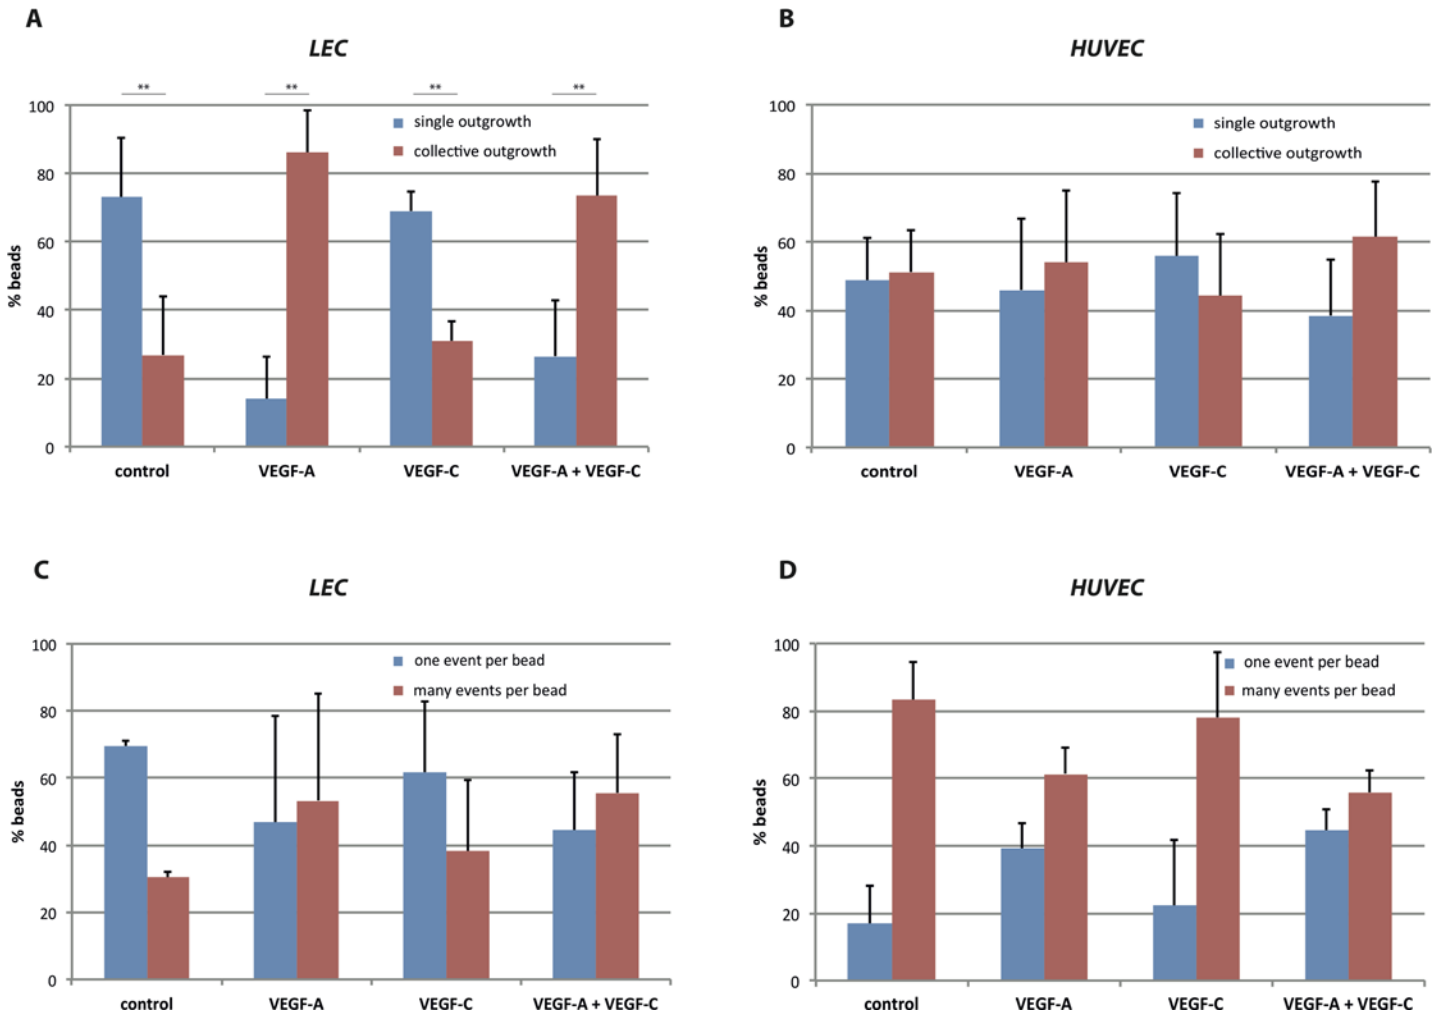 A
LEC
** ** ** **
single outgrowth
collective outgrowth
% beads
100
80
60
40
20
0
control VEGF-A VEGF-C VEGF-A + VEGF-C
B
HUVEC
single outgrowth
collective outgrowth
% beads
100
80
60
40
20
0
control VEGF-A VEGF-C VEGF-A + VEGF-C
C
LEC
one event per bead
many events per bead
% beads
100
80
60
40
20
0
control VEGF-A VEGF-C VEGF-A + VEGF-C
D
HUVEC
one event per bead
many events per bead
% beads
100
80
60
40
20
0
control VEGF-A VEGF-C VEGF-A + VEGF-C